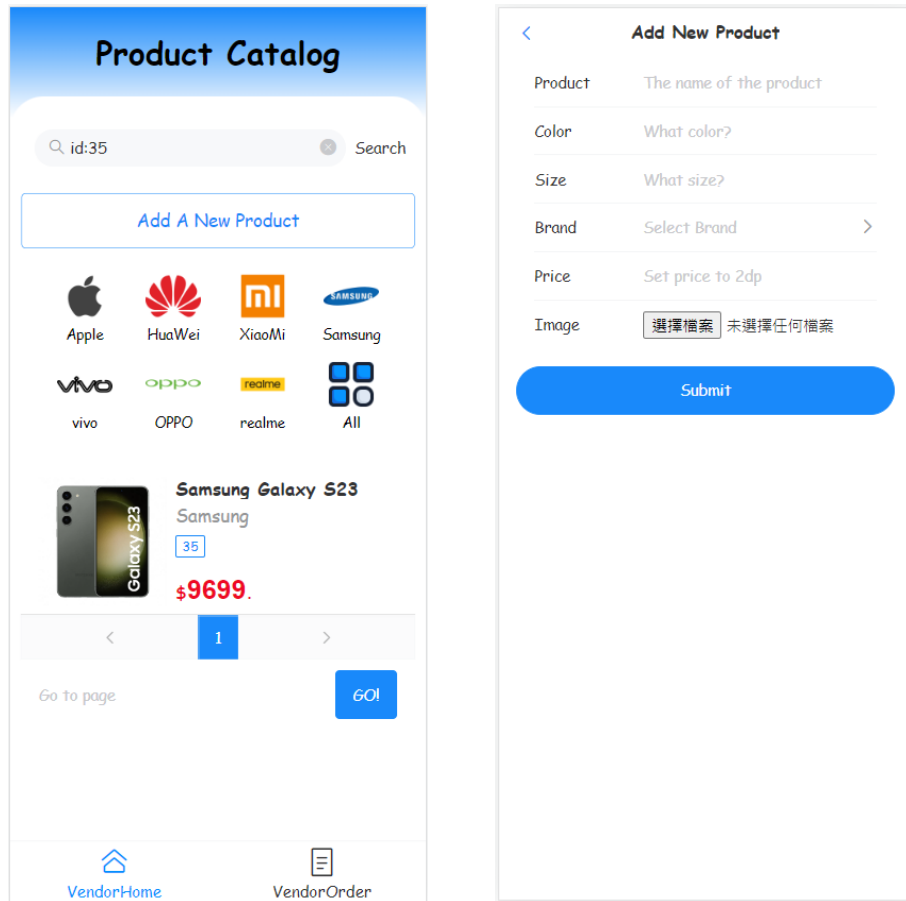 Product Catalog
id:35
Search
Add A New Product
SAMSUNG
Apple
HuaWei
XiaoMi
Samsung
vivo
oppo
realme
vivo
OPPO
realme
All
Galaxy S23
Samsung Galaxy S23
Samsung
35
$9699.
1
Go to page
GO!
VendorHome
VendorOrder
Add New Product
Product
The name of the product
Color
What color?
Size
What size?
Brand
Select Brand
Price
Set price to 2dp
Image
選擇檔案
未選擇任何檔案
Submit